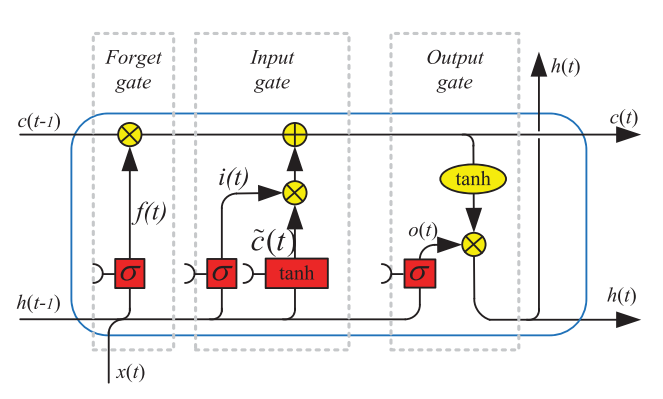 Forget
gate
Input
gate
Output
gate
h(t)
c(t-1)
c(t)
i(t)
tanh
f(t)
c̃(t)
o(t)
σ
σ
tanh
σ
h(t-1)
h(t)
x(t)